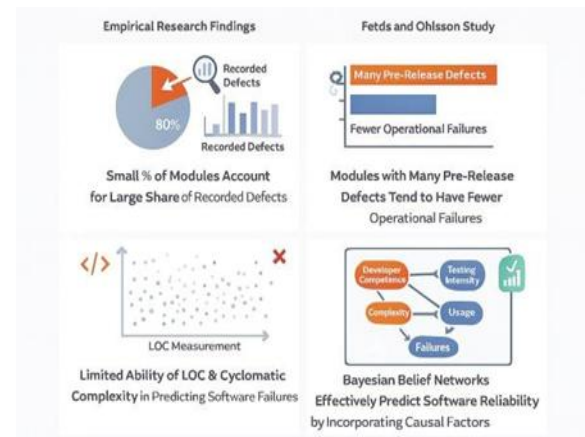 Empirical Research Findings
Recorded
Defects
80%
Recorded Defects
Small % of Modules Account
for Large Share of Recorded Defects
Fetds and Ohlsson Study
Many Pre-Release Defects
Fewer Operational Failures
Modules with Many Pre-Release
Defects Tend to Have Fewer
Operational Failures
</>
LOC Measurement
Limited Ability of LOC & Cyclomatic
Complexity in Predicting Software Failures
Developer
Competence
Testing
Intensity
Complexity
Usage
Failures
Bayesian Belief Networks
Effectively Predict Software Reliability
by Incorporating Causal Factors